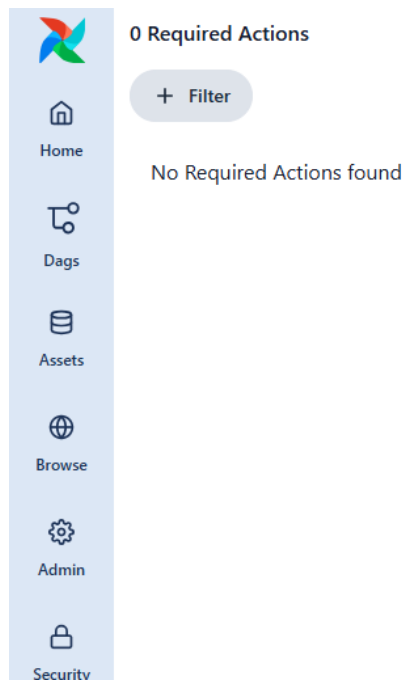 0 Required Actions
+ Filter
No Required Actions found
Home
Dags
Assets
Browse
Admin
Security